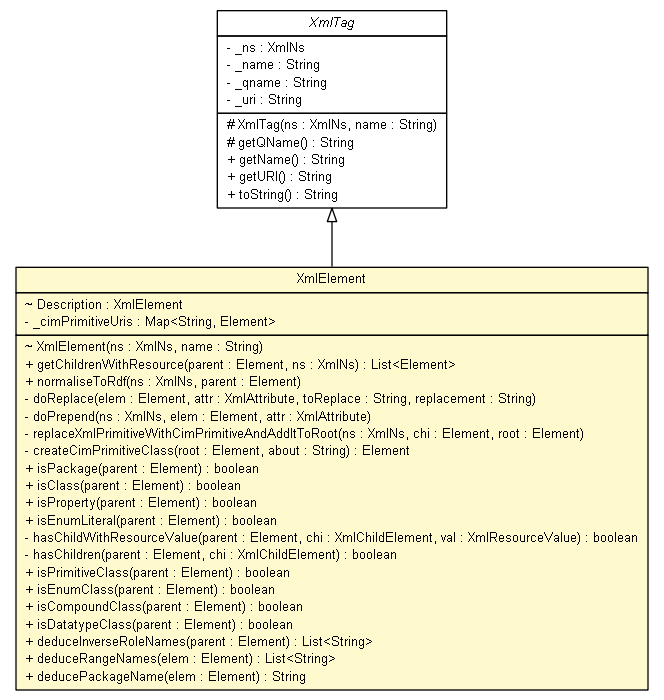 XmlTag
- _ns : XmlNs
- _name : String
- _qname : String
- _uri : String
# XmlTag(ns : XmlNs, name : String)
# getQName() : String
+ getName() : String
+ getURI() : String
+ toString() : String
XmlElement
~ Description : XmlElement
- _cimPrimitiveUris : Map<String, Element>
~ XmlElement(ns : XmlNs, name : String)
+ getChildrenWithResource(parent : Element, ns : XmlNs) : List<Element>
+ normaliseToRdf(ns : XmlNs, parent : Element)
- doReplace(elem : Element, attr : XmlAttribute, toReplace : String, replacement : String)
- doPrepend(ns : XmlNs, elem : Element, attr : XmlAttribute)
- replaceXmlPrimitiveWithCimPrimitiveAndAddItToRoot(ns : XmlNs, chi : Element, root : Element)
- createCimPrimitiveClass(root : Element, about : String) : Element
+ isPackage(parent : Element) : boolean
+ isClass(parent : Element) : boolean
+ isProperty(parent : Element) : boolean
+ isEnumLiteral(parent : Element) : boolean
- hasChildWithResourceValue(parent : Element, chi : XmlChildElement, val : XmlResourceValue) : boolean
- hasChildren(parent : Element, chi : XmlChildElement) : boolean
+ isPrimitiveClass(parent : Element) : boolean
+ isEnumClass(parent : Element) : boolean
+ isCompoundClass(parent : Element) : boolean
+ isDatatypeClass(parent : Element) : boolean
+ deduceInverseRoleNames(parent : Element) : List<String>
+ deduceRangeNames(elem : Element) : List<String>
+ deducePackageName(elem : Element) : String